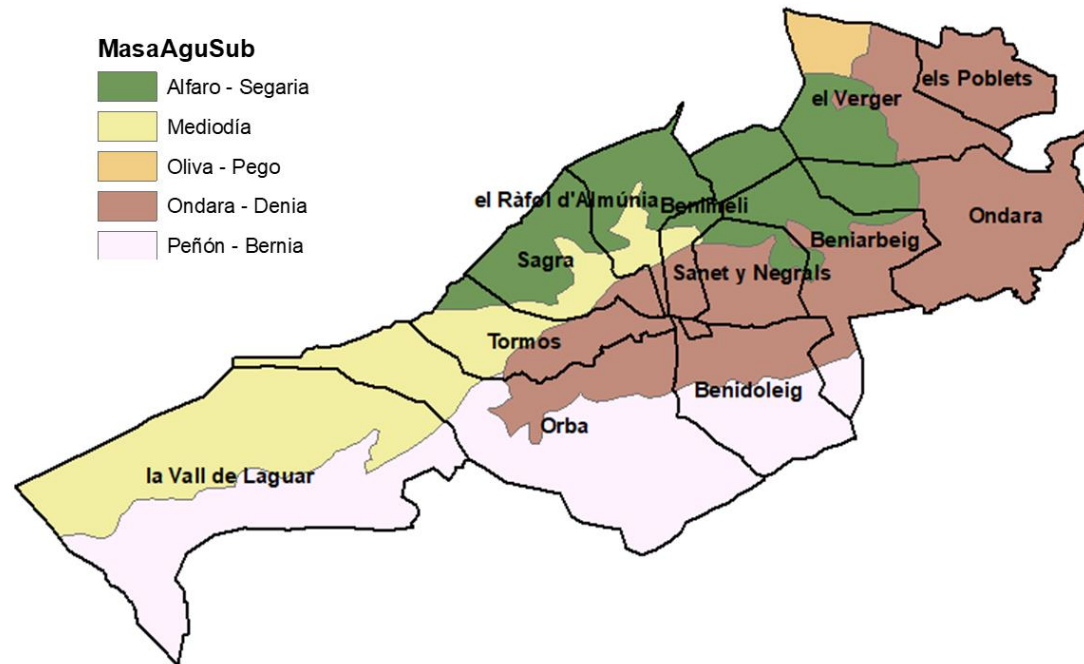 MasaAguSub
Alfaro - Segaria
Mediodía
Oliva - Pego
Ondara - Denia
Peñón - Bernia
els Poblets
el Verger
el Ràfol d'Almúnia
Benimeli
Ondara
Beniarbeig
Sagra
Sanet y Negrals
Tormos
Benidoleig
Orba
la Vall de Laguar